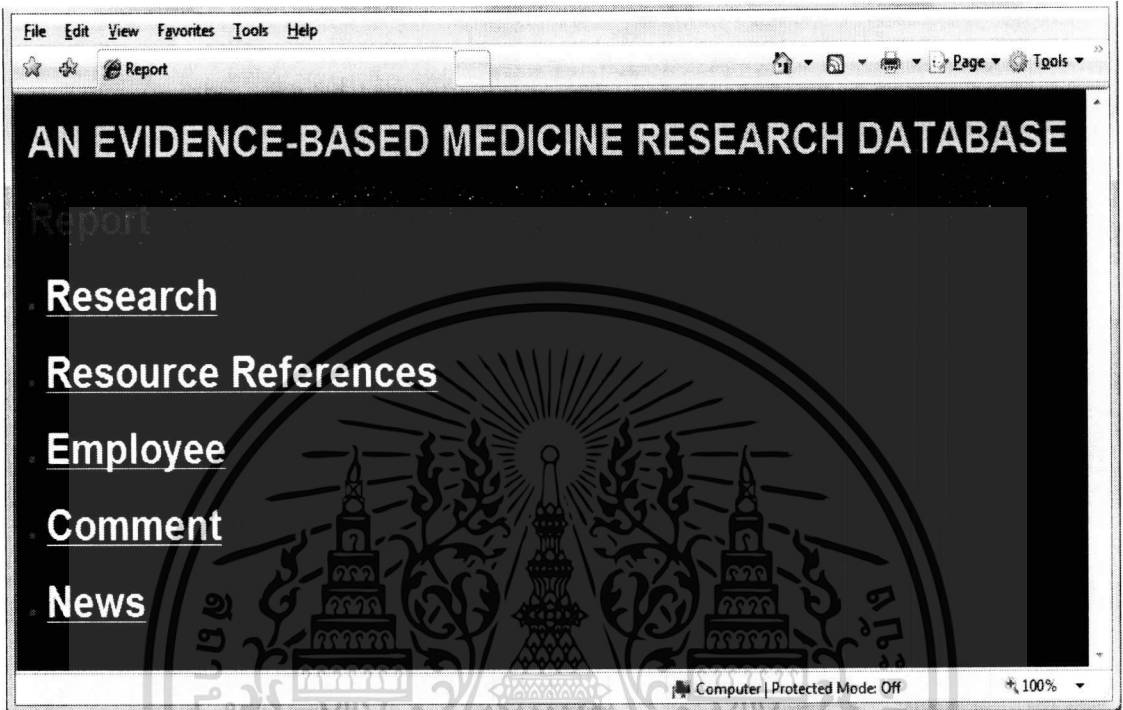 File Edit View Favorites Tools Help
Report Page Tools
AN EVIDENCE-BASED MEDICINE RESEARCH DATABASE
Report
Research
Resource References
Employee
Comment
News
Computer | Protected Mode: Off 100%